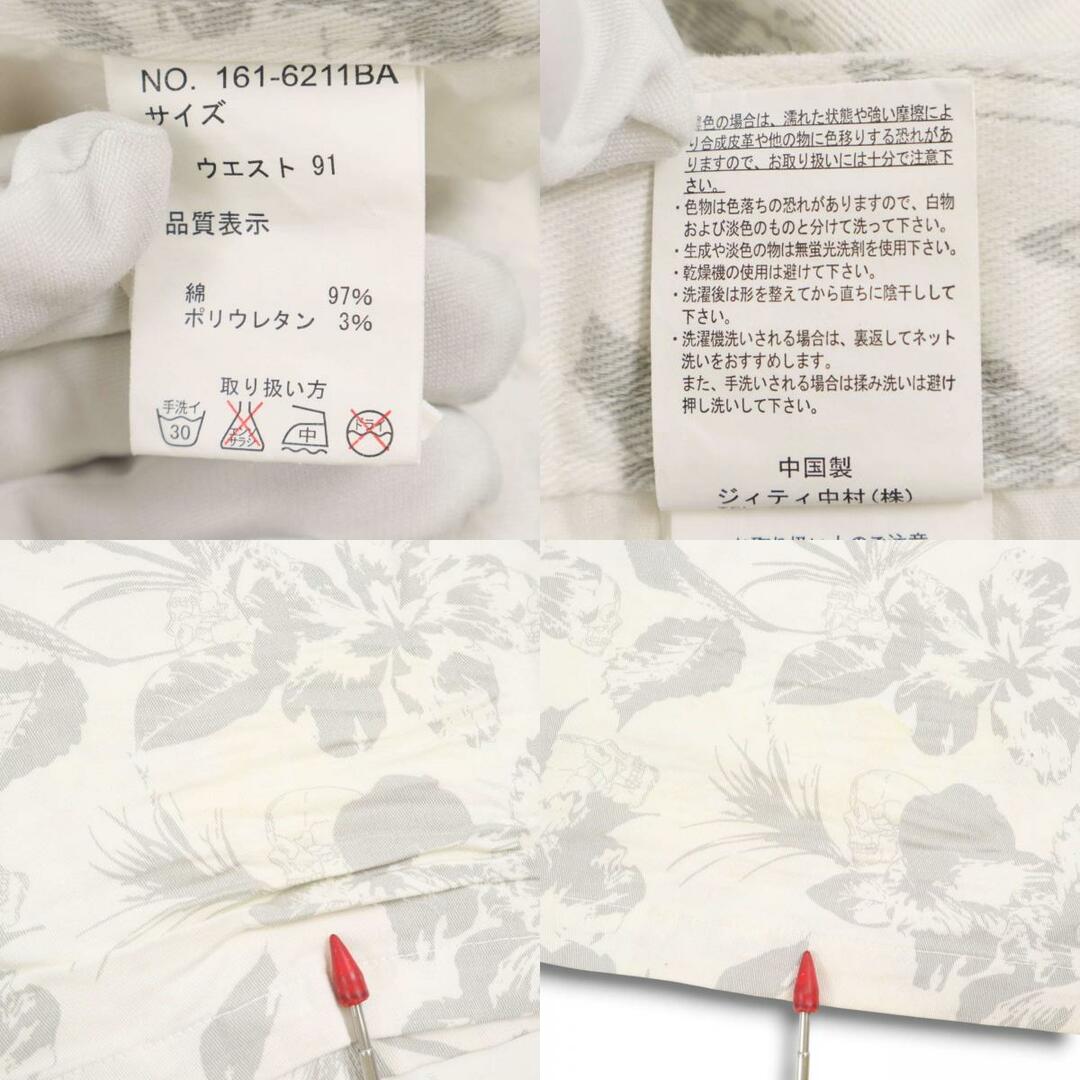 NO. 161-6211BA
サイズ
ウエスト 91
品質表示
綿 97%
ポリウレタン 3%
取り扱い方
手洗イ
30
エンソ
サラシ
中
ドライ
色の場合は、濡れた状態や強い摩擦によ
り合成皮革や他の物に色移りする恐れがあ
りますので、お取り扱いには十分で注意下
さい。
・色物は色落ちの恐れがありますので、白物
および淡色のものと分けて洗って下さい。
・生成や淡色の物は無蛍光洗剤を使用下さい。
・乾燥機の使用は避けて下さい。
・洗濯後は形を整えてから直ちに陰干しして
下さい。
・洗濯機洗いされる場合は、裏返してネット
洗いをおすすめします。
また、手洗いされる場合は揉み洗いは避け
押し洗いして下さい。
中国製
ジィティ中村(株)